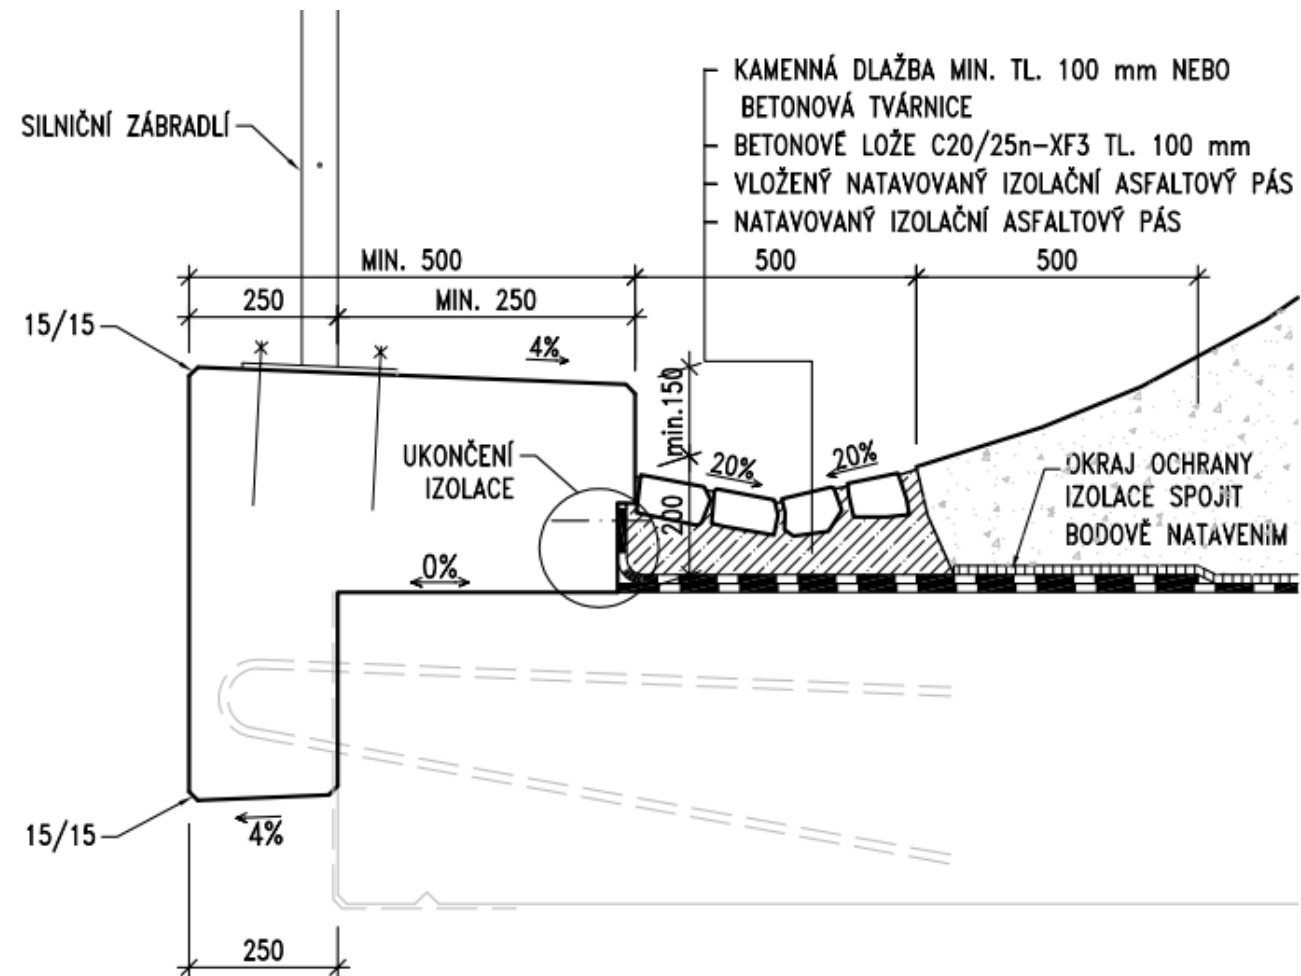 KAMENNÁ DLAŽBA MIN. TL. 100 mm NEBO
BETONOVÁ TVÁRNICE
SILNIČNÍ ZÁBRADLÍ
BETONOVÉ LOŽE C20/25n-XF3 TL. 100 mm
VLOŽENÝ NATAVOVANÝ IZOLAČNÍ ASFALTOVÝ PÁS
NATAVOVANÝ IZOLAČNÍ ASFALTOVÝ PÁS
MIN. 500
500
500
250
MIN. 250
15/15
4%
min.150
UKONČENÍ
IZOLACE
20%
20%
200
OKRAJ OCHRANY
IZOLACE SPOJIT
BODOVĚ NATAVENIM
0%
15/15
4%
250